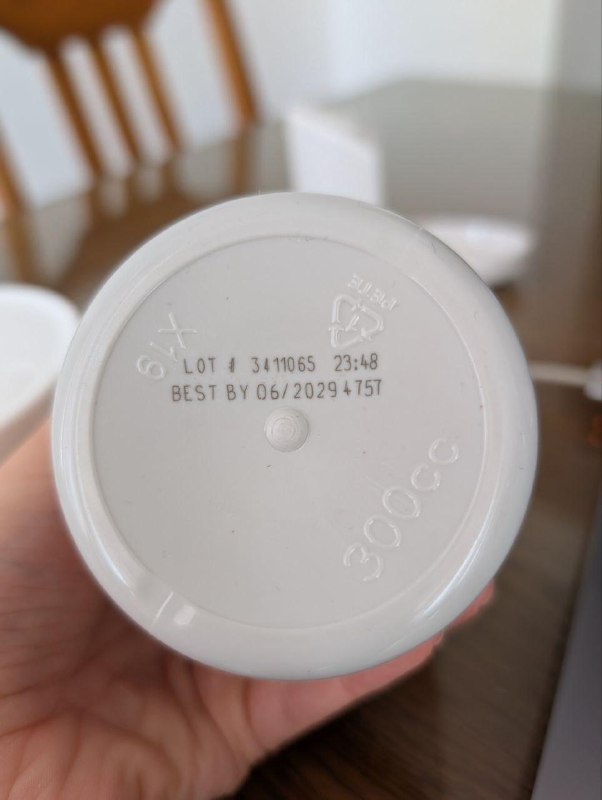 PETE
X19
LOT # 3411065 23:48
BEST BY 06/2029 4757
300cc